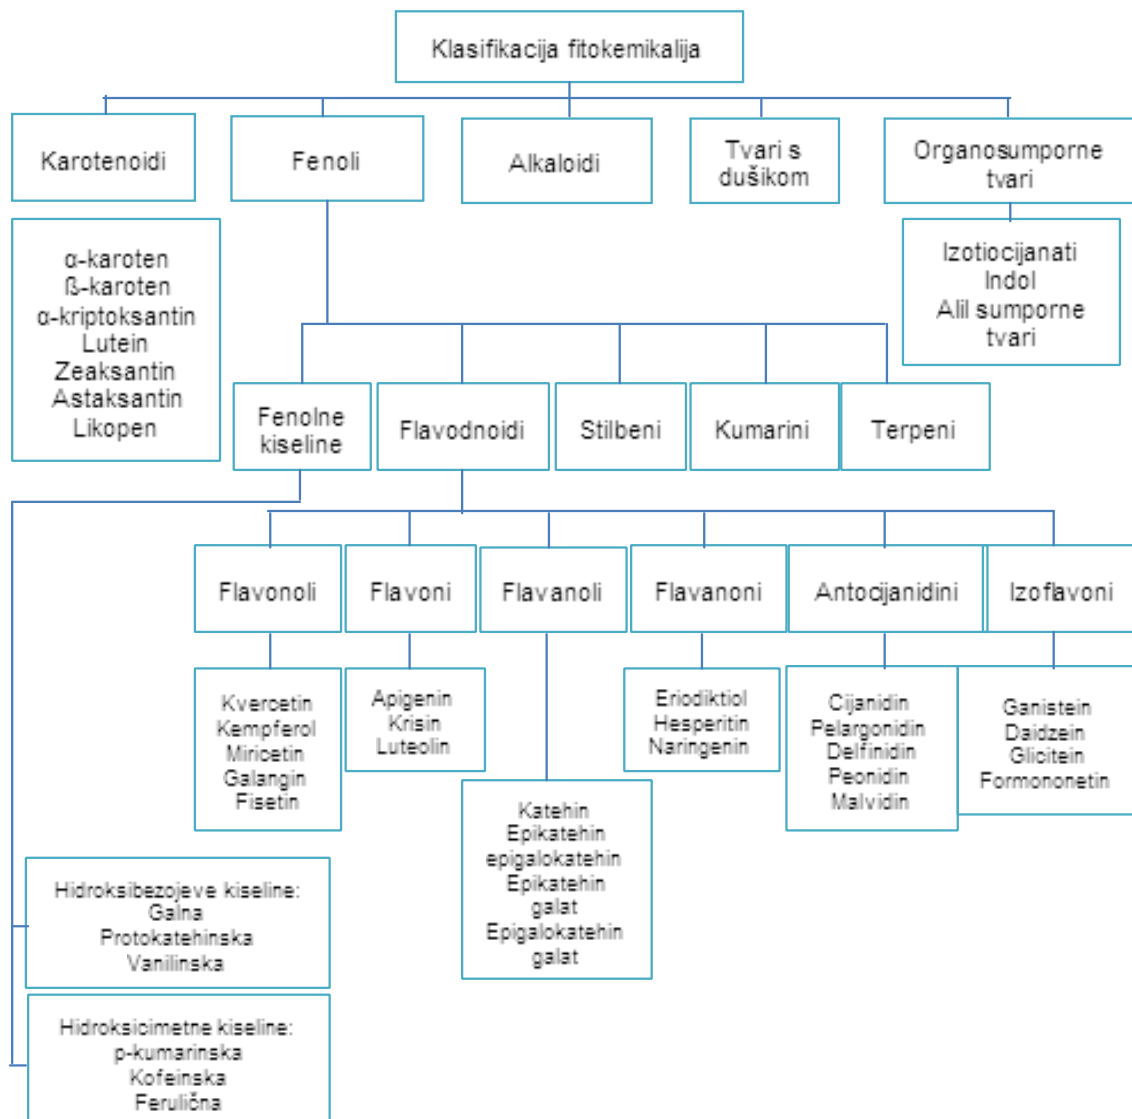 Klasifikacija fitokemikalija
Karotenoidi
Fenoli
Alkaloidi
Tvari s
dušikom
Organosumporne
tvari
α-karoten
ß-karoten
α-kriptoksantin
Lutein
Zeaksantin
Astaksantin
Likopen
Izotiocijanati
Indol
Alil sumporne
tvari
Fenolne
kiseline
Flavodnoidi
Stilbeni
Kumarini
Terpeni
Flavonoli
Flavoni
Flavanoli
Flavanoni
Antocijanidini
Izoflavoni
Kvercetin
Kempferol
Miricetin
Galangin
Fisetin
Apigenin
Krisin
Luteolin
Katehin
Epikatehin
epigalokatehin
Epikatehin
galat
Epigalokatehin
galat
Eriodiktiol
Hesperitin
Naringenin
Cijanidin
Pelargonidin
Delfinidin
Peonidin
Malvidin
Ganistein
Daidzein
Glicitein
Formononetin
Hidroksibezojeve kiseline:
Galna
Protokatehinska
Vanilinska
Hidroksicimetne kiseline:
p-kumarinska
Kofeinska
Ferulična